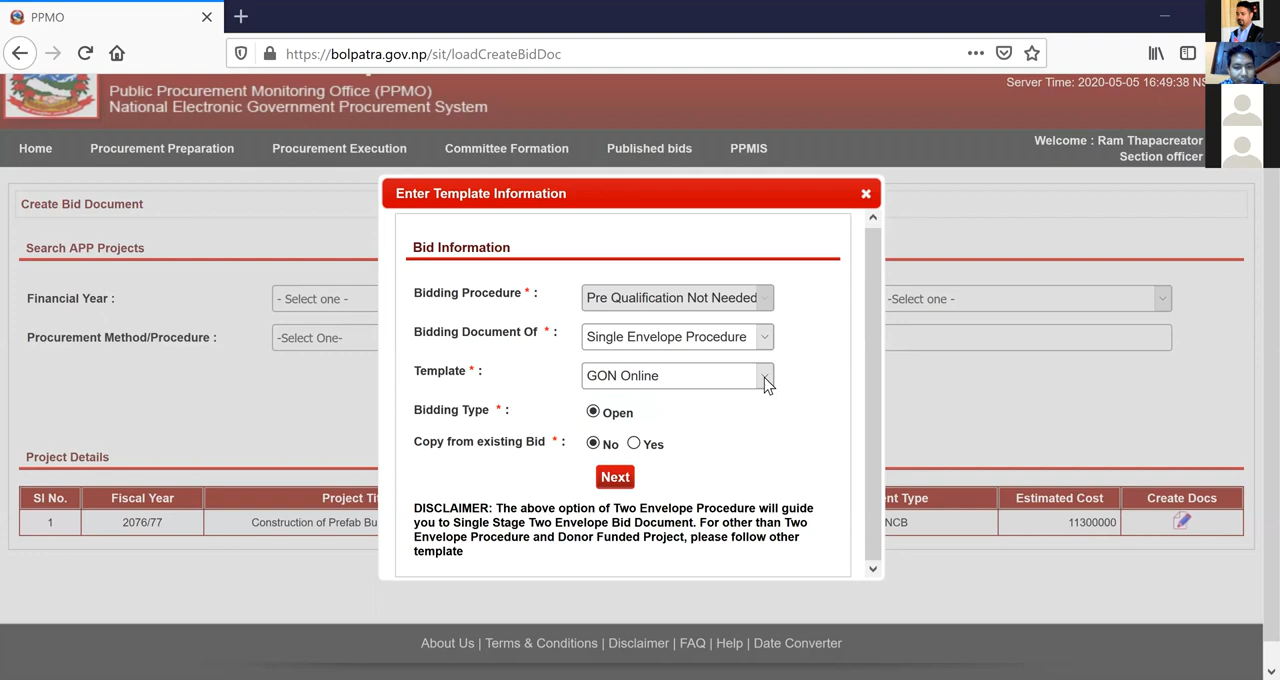 PPMO
https://bolpatra.gov.np/sit/loadCreateBidDoc
Public Procurement Monitoring Office (PPMO)
National Electronic Government Procurement System
Server Time: 2020-05-05 16:49:38
Home Procurement Preparation Procurement Execution Committee Formation Published bids PPMIS
Welcome : Ram Thapacreator
Section officer
Create Bid Document
Search APP Projects
Financial Year :
- Select one -
-Select one -
Procurement Method/Procedure :
-Select One-
Enter Template Information
Bid Information
Bidding Procedure * :
Pre Qualification Not Needed
Bidding Document Of * :
Single Envelope Procedure
Template * :
GON Online
Bidding Type * :
Open
Copy from existing Bid * :
No Yes
Next
DISCLAIMER: The above option of Two Envelope Procedure will guide
you to Single Stage Two Envelope Bid Document. For other than Two
Envelope Procedure and Donor Funded Project, please follow other
template
Project Details
Sl No. Fiscal Year Project Type Estimated Cost Create Docs
1 2076/77 Construction of Prefab NCB 11300000
About Us | Terms & Conditions | Disclaimer | FAQ | Help | Date Converter